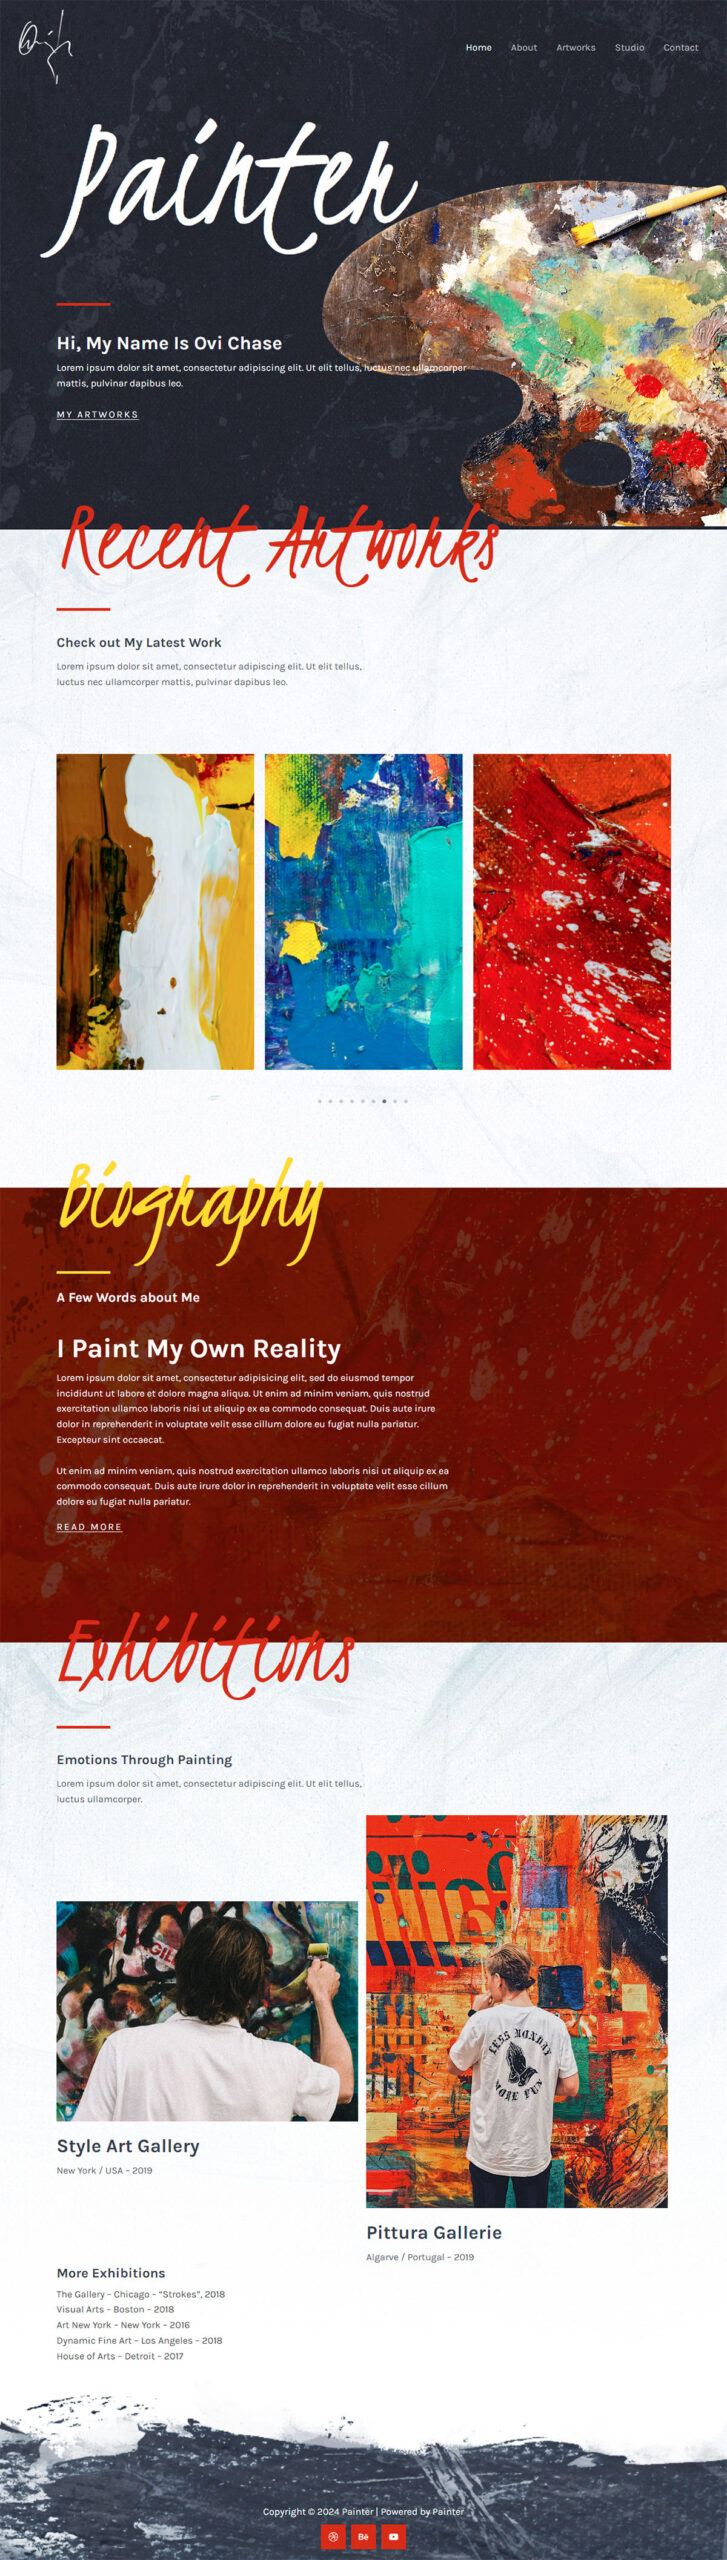 Home About Artworks Studio Contact
Painter
Hi, My Name Is Ovi Chase
Lorem ipsum dolor sit amet, consectetur adipiscing elit. Ut elit tellus, luctus nec ullamcorper
mattis, pulvinar dapibus leo.
MY ARTWORKS
Recent Artworks
Check out My Latest Work
Lorem ipsum dolor sit amet, consectetur adipiscing elit. Ut elit tellus,
luctus nec ullamcorper mattis, pulvinar dapibus leo.
Biography
A Few Words about Me
I Paint My Own Reality
Lorem ipsum dolor sit amet, consectetur adipisicing elit, sed do eiusmod tempor
incididunt ut labore et dolore magna aliqua. Ut enim ad minim veniam, quis nostrud
exercitation ullamco laboris nisi ut aliquip ex ea commodo consequat. Duis aute irure
dolor in reprehenderit in voluptate velit esse cillum dolore eu fugiat nulla pariatur.
Excepteur sint occaecat.
Ut enim ad minim veniam, quis nostrud exercitation ullamco laboris nisi ut aliquip ex ea
commodo consequat. Duis aute irure dolor in reprehenderit in voluptate velit esse cillum
dolore eu fugiat nulla pariatur.
READ MORE
Exhibitions
Emotions Through Painting
Lorem ipsum dolor sit amet, consectetur adipiscing elit. Ut elit tellus,
luctus ullamcorper.
LESS MONDAY
MORE FUN
Style Art Gallery
New York / USA – 2019
Pittura Gallerie
Algarve / Portugal – 2019
More Exhibitions
The Gallery – Chicago – “Strokes”, 2018
Visual Arts – Boston – 2018
Art New York – New York – 2016
Dynamic Fine Art – Los Angeles – 2018
House of Arts – Detroit – 2017
Copyright © 2024 Painter | Powered by Painter
Bē